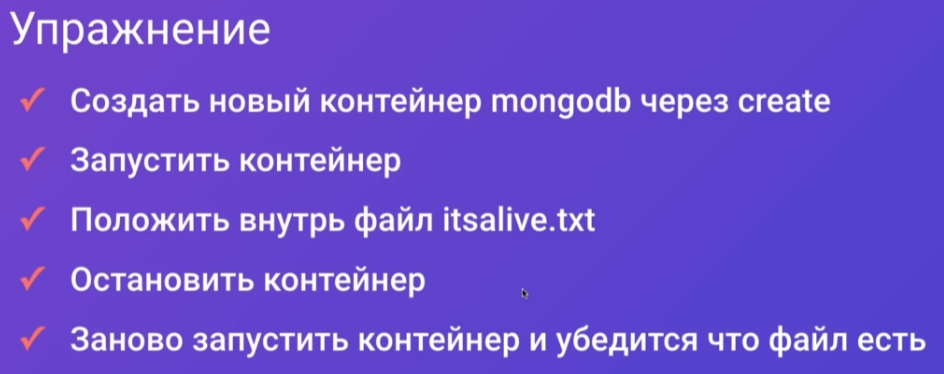 Упражнение
Создать новый контейнер mongodb через create
Запустить контейнер
Положить внутрь файл itsalive.txt
Остановить контейнер
Заново запустить контейнер и убедится что файл есть